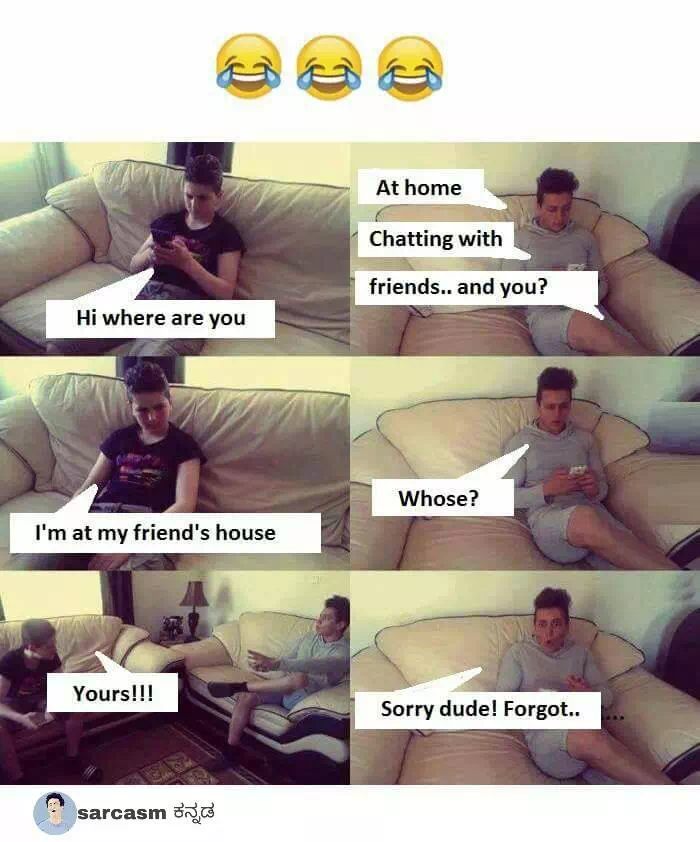 Hi where are you
At home
Chatting with
friends.. and you?
I'm at my friend's house
Whose?
Yours!!!
Sorry dude! Forgot.. ...
sarcasm ಕನ್ನಡ